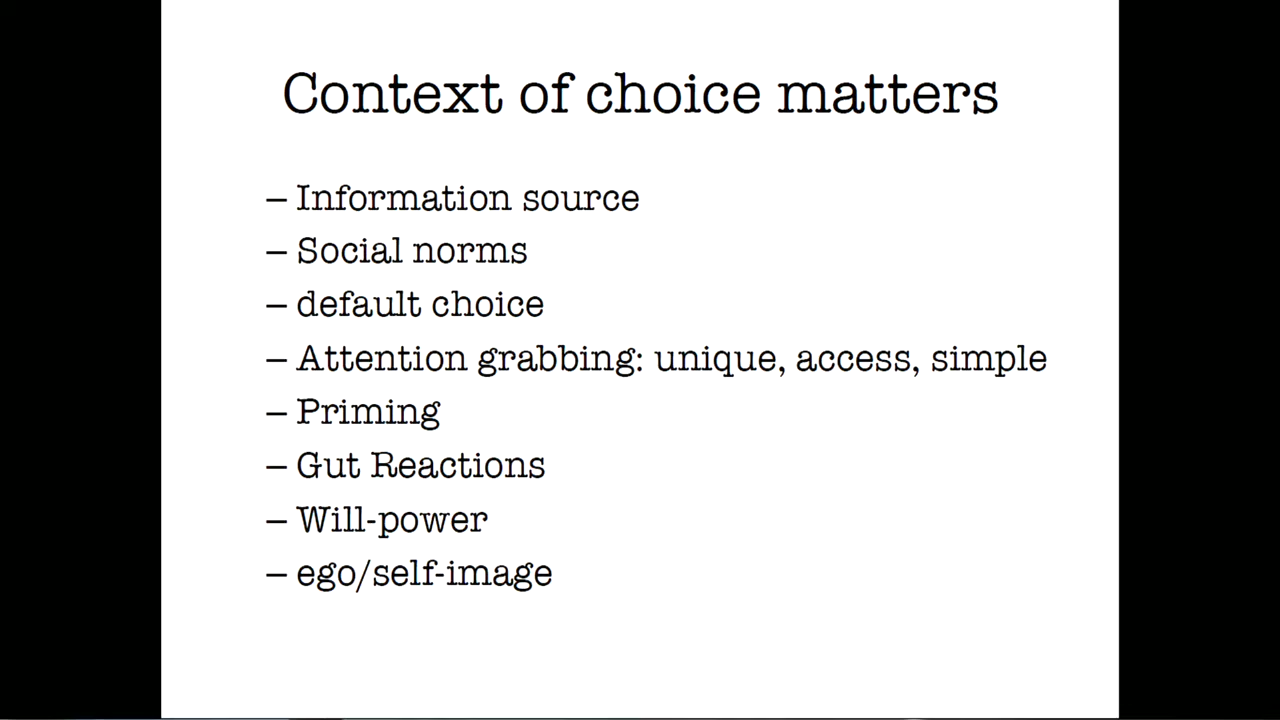 Context of choice matters
– Information source
– Social norms
– default choice
– Attention grabbing: unique, access, simple
– Priming
– Gut Reactions
– Will-power
– ego/self-image